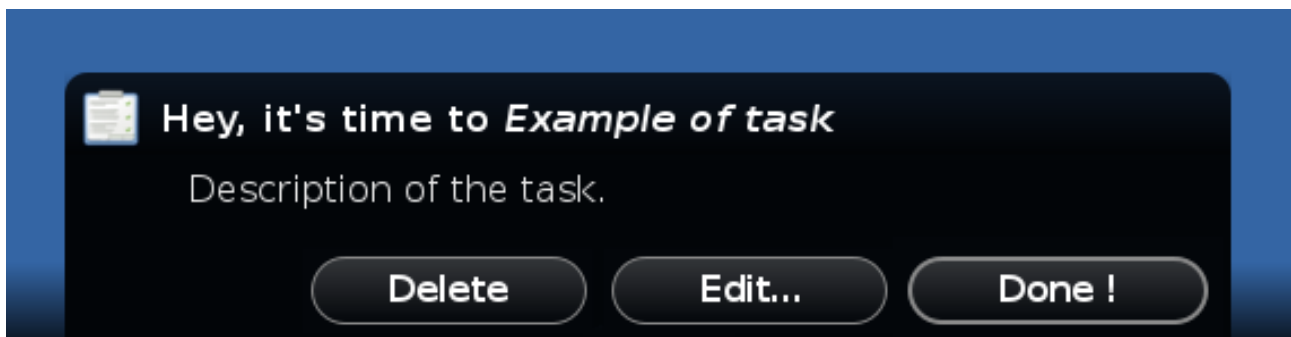 Hey, it's time to Example of task
Description of the task.
Delete Edit... Done !